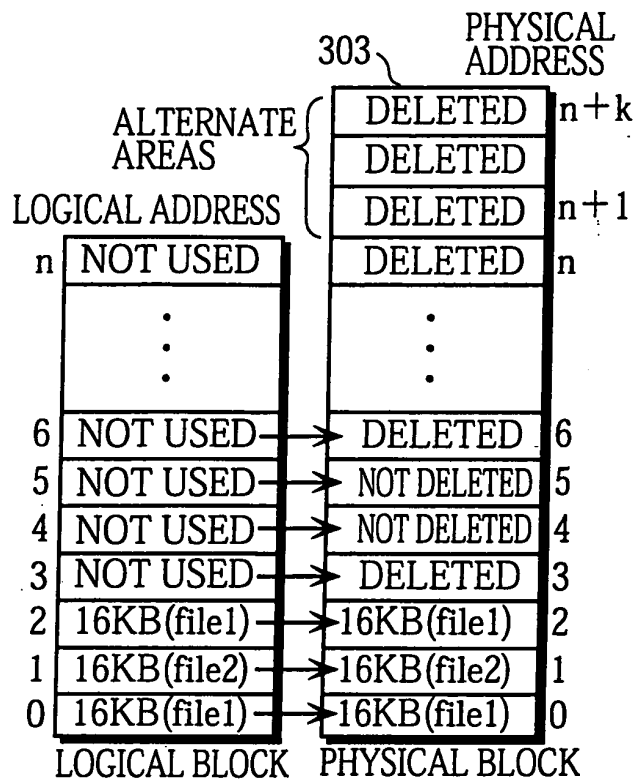 PHYSICAL
ADDRESS
303
DELETED n+k
ALTERNATE
AREAS
DELETED
DELETED n+1
LOGICAL ADDRESS
n NOT USED DELETED n
6 NOT USED DELETED 6
5 NOT USED NOT DELETED 5
4 NOT USED NOT DELETED 4
3 NOT USED DELETED 3
2 16KB(file1) 16KB(file1) 2
1 16KB(file2) 16KB(file2) 1
0 16KB(file1) 16KB(file1) 0
LOGICAL BLOCK PHYSICAL BLOCK